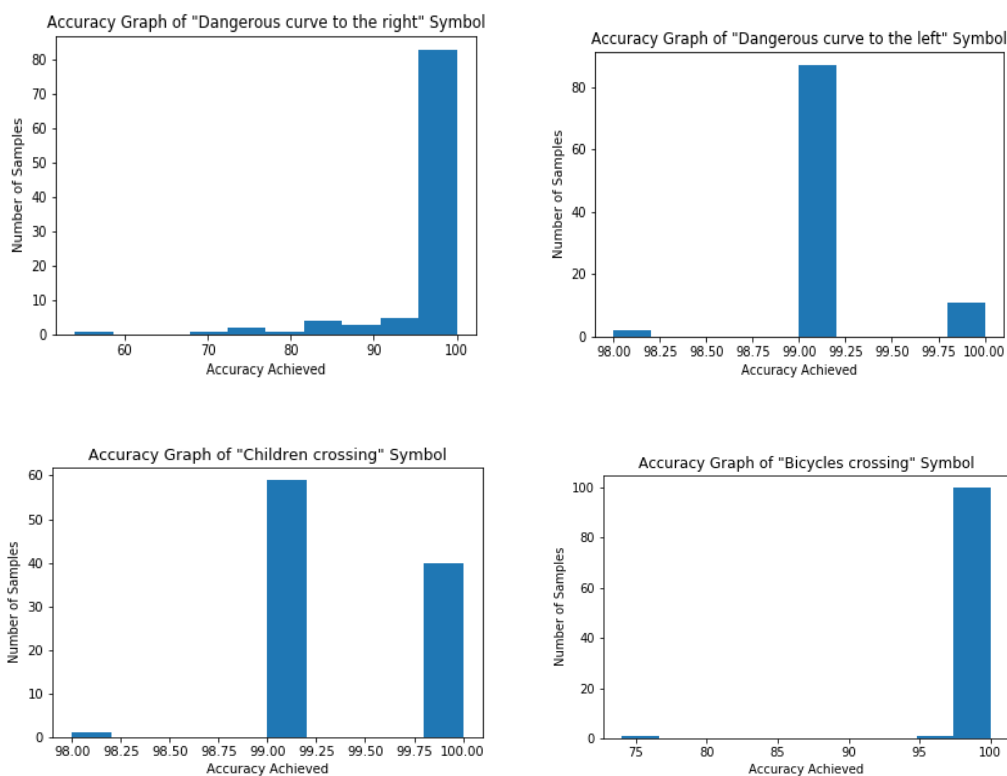 Accuracy Graph of "Dangerous curve to the right" Symbol
80
70
60
50
40
30
20
10
0
Number of Samples
60 70 80 90 100
Accuracy Achieved
Accuracy Graph of "Dangerous curve to the left" Symbol
80
60
40
20
0
Number of Samples
98.00 98.25 98.50 98.75 99.00 99.25 99.50 99.75 100.00
Accuracy Achieved
Accuracy Graph of "Children crossing" Symbol
60
50
40
30
20
10
0
Number of Samples
98.00 98.25 98.50 98.75 99.00 99.25 99.50 99.75 100.00
Accuracy Achieved
Accuracy Graph of "Bicycles crossing" Symbol
100
80
60
40
20
0
Number of Samples
75 80 85 90 95 100
Accuracy Achieved